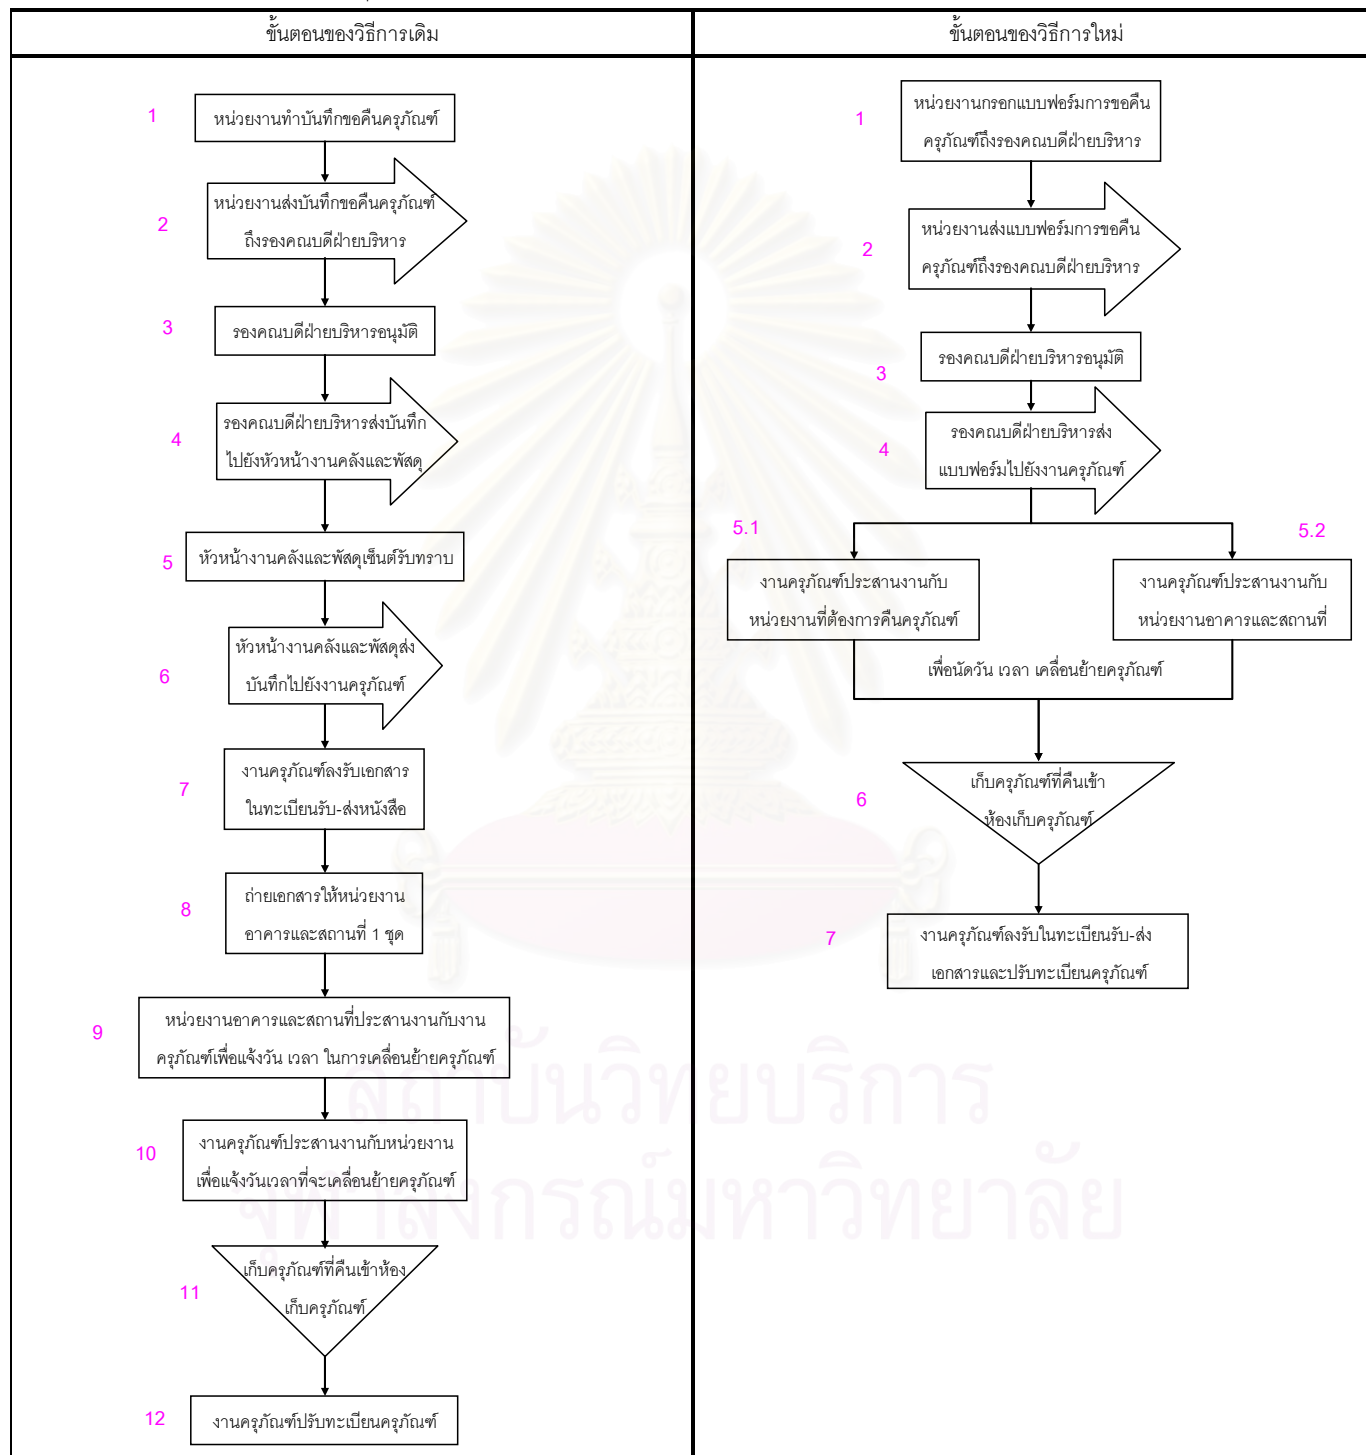 ขั้นตอนของวิธีการเดิม
1
หน่วยงานทำบันทึกขอคืนครุภัณฑ์
2
หน่วยงานส่งบันทึกขอคืนครุภัณฑ์
ถึงรองคณบดีฝ่ายบริหาร
3
รองคณบดีฝ่ายบริหารอนุมัติ
4
รองคณบดีฝ่ายบริหารส่งบันทึก
ไปยังหัวหน้างานคลังและพัสดุ
5
หัวหน้างานคลังและพัสดุเซ็นต์รับทราบ
6
หัวหน้างานคลังและพัสดุส่ง
บันทึกไปยังงานครุภัณฑ์
7
งานครุภัณฑ์ลงรับเอกสาร
ในทะเบียนรับ-ส่งหนังสือ
8
ถ่ายเอกสารให้หน่วยงาน
อาคารและสถานที่ 1 ชุด
9
หน่วยงานอาคารและสถานที่ประสานงานกับงาน
ครุภัณฑ์เพื่อแจ้งวัน เวลา ในการเคลื่อนย้ายครุภัณฑ์
10
งานครุภัณฑ์ประสานงานกับหน่วยงาน
เพื่อแจ้งวันเวลาที่จะเคลื่อนย้ายครุภัณฑ์
11
เก็บครุภัณฑ์ที่คืนเข้าห้อง
เก็บครุภัณฑ์
12
งานครุภัณฑ์ปรับทะเบียนครุภัณฑ์
ขั้นตอนของวิธีการใหม่
1
หน่วยงานกรอกแบบฟอร์มการขอคืน
ครุภัณฑ์ถึงรองคณบดีฝ่ายบริหาร
2
หน่วยงานส่งแบบฟอร์มการขอคืน
ครุภัณฑ์ถึงรองคณบดีฝ่ายบริหาร
3
รองคณบดีฝ่ายบริหารอนุมัติ
4
รองคณบดีฝ่ายบริหารส่ง
แบบฟอร์มไปยังงานครุภัณฑ์
5.1
งานครุภัณฑ์ประสานงานกับ
หน่วยงานที่ต้องการคืนครุภัณฑ์
5.2
งานครุภัณฑ์ประสานงานกับ
หน่วยงานอาคารและสถานที่
เพื่อนัดวัน เวลา เคลื่อนย้ายครุภัณฑ์
6
เก็บครุภัณฑ์ที่คืนเข้า
ห้องเก็บครุภัณฑ์
7
งานครุภัณฑ์ลงรับในทะเบียนรับ-ส่ง
เอกสารและปรับทะเบียนครุภัณฑ์
สถาบันวิทยบริการ
จุฬาลงกรณ์มหาวิทยาลัย